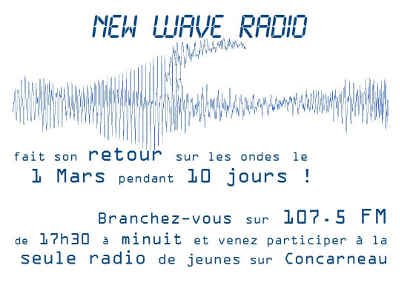 NEW WAVE RADIO
fait son retour sur les ondes le
1 Mars pendant 10 jours !
Branchez-vous sur 107.5 FM
de 17h30 à minuit et venez participer à la
seule radio de jeunes sur Concarneau